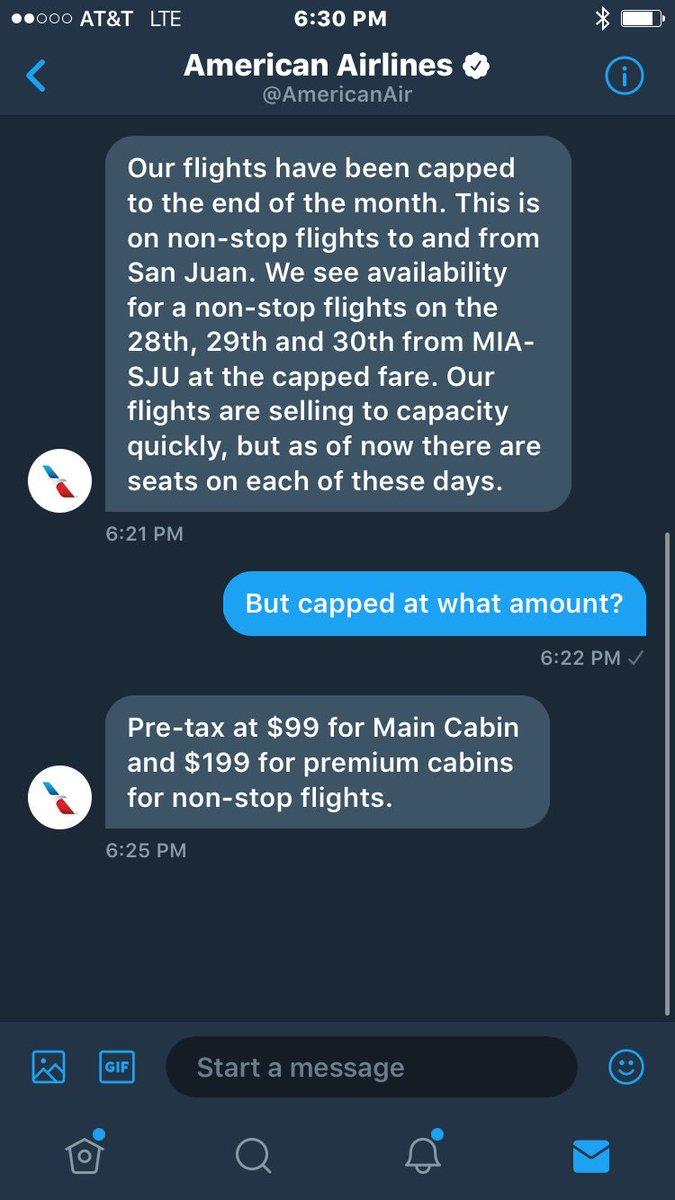 AT&T LTE 6:30 PM
American Airlines
@AmericanAir
Our flights have been capped
to the end of the month. This is
on non-stop flights to and from
San Juan. We see availability
for a non-stop flights on the
28th, 29th and 30th from MIA-
SJU at the capped fare. Our
flights are selling to capacity
quickly, but as of now there are
seats on each of these days.
6:21 PM
But capped at what amount?
6:22 PM
Pre-tax at $99 for Main Cabin
and $199 for premium cabins
for non-stop flights.
6:25 PM
GIF Start a message